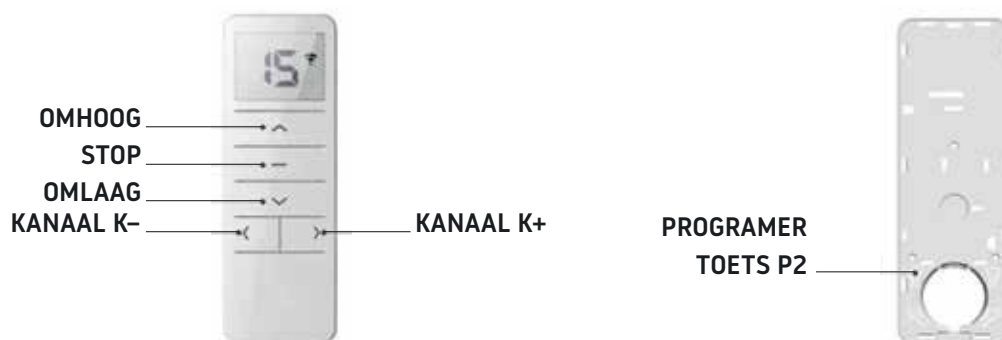 15
OMHOOG
STOP
OMLAAG
KANAAL K–
KANAAL K+
PROGRAMER
TOETS P2